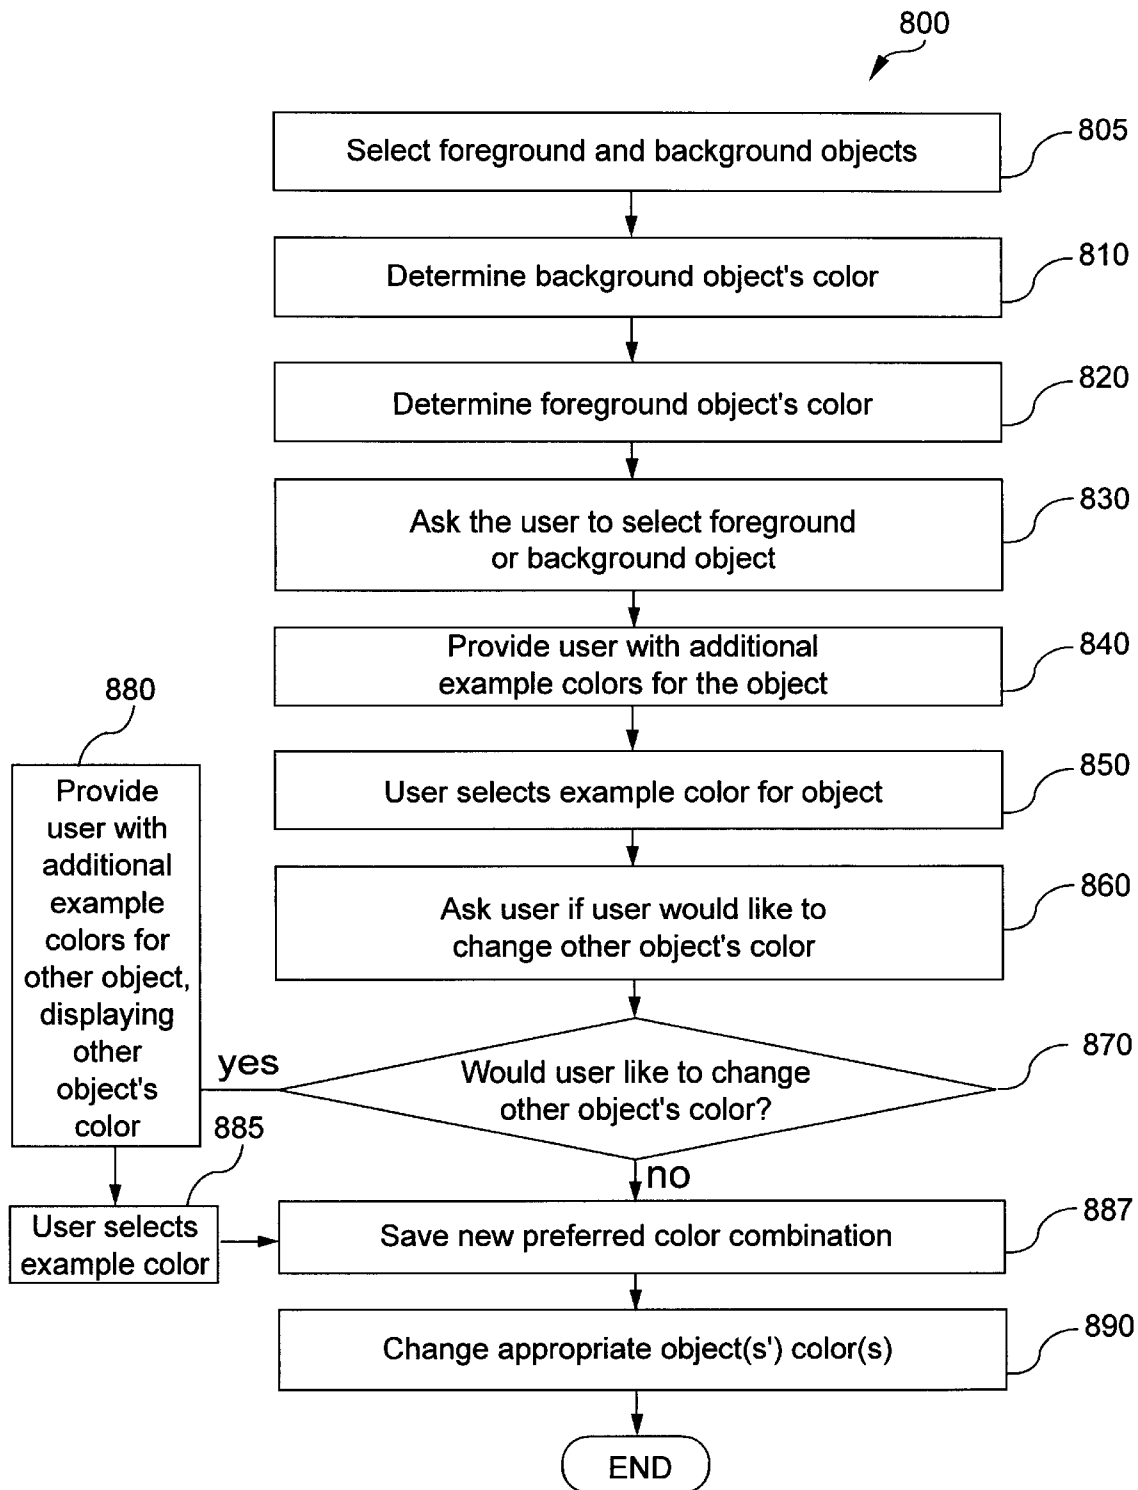 800
Select foreground and background objects
805
Determine background object's color
810
Determine foreground object's color
820
Ask the user to select foreground
or background object
830
Provide user with additional
example colors for the object
840
User selects example color for object
850
Ask user if user would like to
change other object's color
860
Would user like to change
other object's color?
870
yes
880
Provide
user with
additional
example
colors for
other object,
displaying
other
object's
color
885
User selects
example color
no
Save new preferred color combination
887
Change appropriate object(s') color(s)
890
END